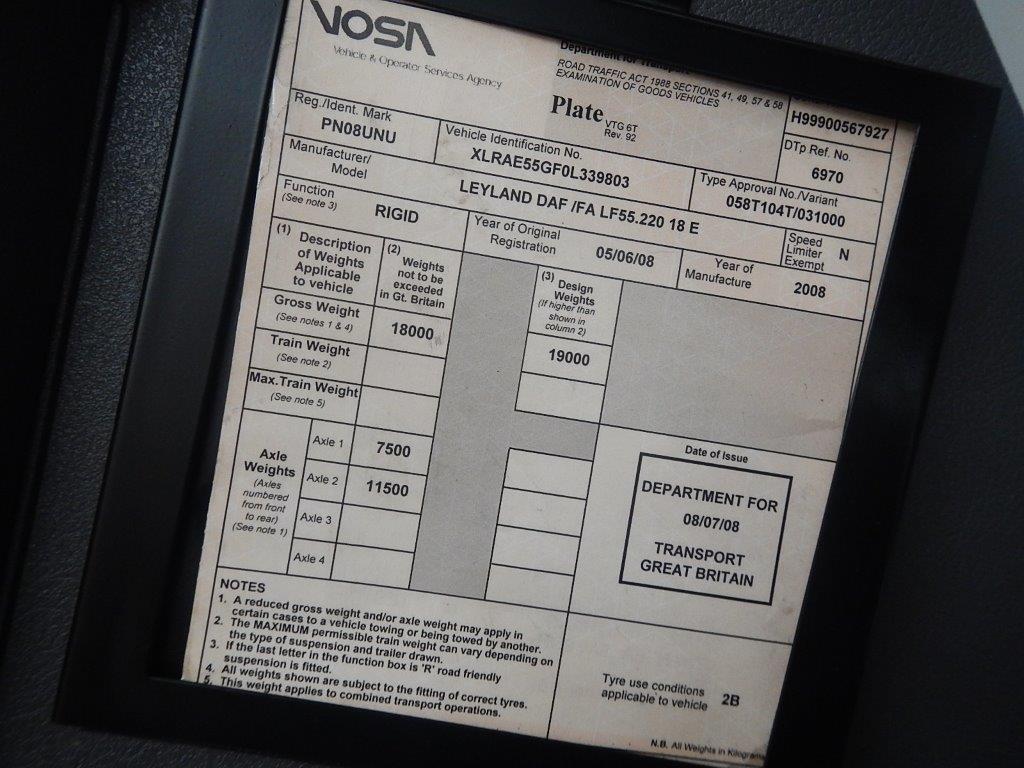 VOSA
Vehicle & Operator Services Agency
Department for Transport
ROAD TRAFFIC ACT 1988 SECTIONS 41, 49, 57 & 58
EXAMINATION OF GOODS VEHICLES
Plate VTG 6T
Rev. 92
H99900567927
DTp Ref. No.
6970
Reg./Ident. Mark
PN08UNU
Vehicle Identification No.
XLRAE55GF0L339803
Type Approval No./Variant
058T104T/031000
Manufacturer/
Model
LEYLAND DAF /FA LF55.220 18 E
Function
(See note 3)
RIGID
Year of Original
Registration
05/06/08
Year of
Manufacture
2008
Speed
Limiter
Exempt
N
(1) Description
of Weights
Applicable
to vehicle
(2) Weights
not to be
exceeded
in Gt. Britain
(3) Design
Weights
(If higher than
shown in
column 2)
Gross Weight
(See notes 1 & 4)
18000
19000
Train Weight
(See note 2)
Max.Train Weight
(See note 5)
Axle
Weights
(Axles
numbered
from front
to rear)
(See note 1)
Axle 1 7500
Axle 2 11500
Axle 3
Axle 4
Date of Issue
DEPARTMENT FOR
08/07/08
TRANSPORT
GREAT BRITAIN
NOTES
1. A reduced gross weight and/or axle weight may apply in
certain cases to a vehicle towing or being towed by another.
2. The MAXIMUM permissible train weight can vary depending on
the type of suspension and trailer drawn.
3. If the last letter in the function box is 'R' road friendly
suspension is fitted.
4. All weights shown are subject to the fitting of correct tyres.
5. This weight applies to combined transport operations.
Tyre use conditions
applicable to vehicle
2B
N.B. All Weights in Kilograms